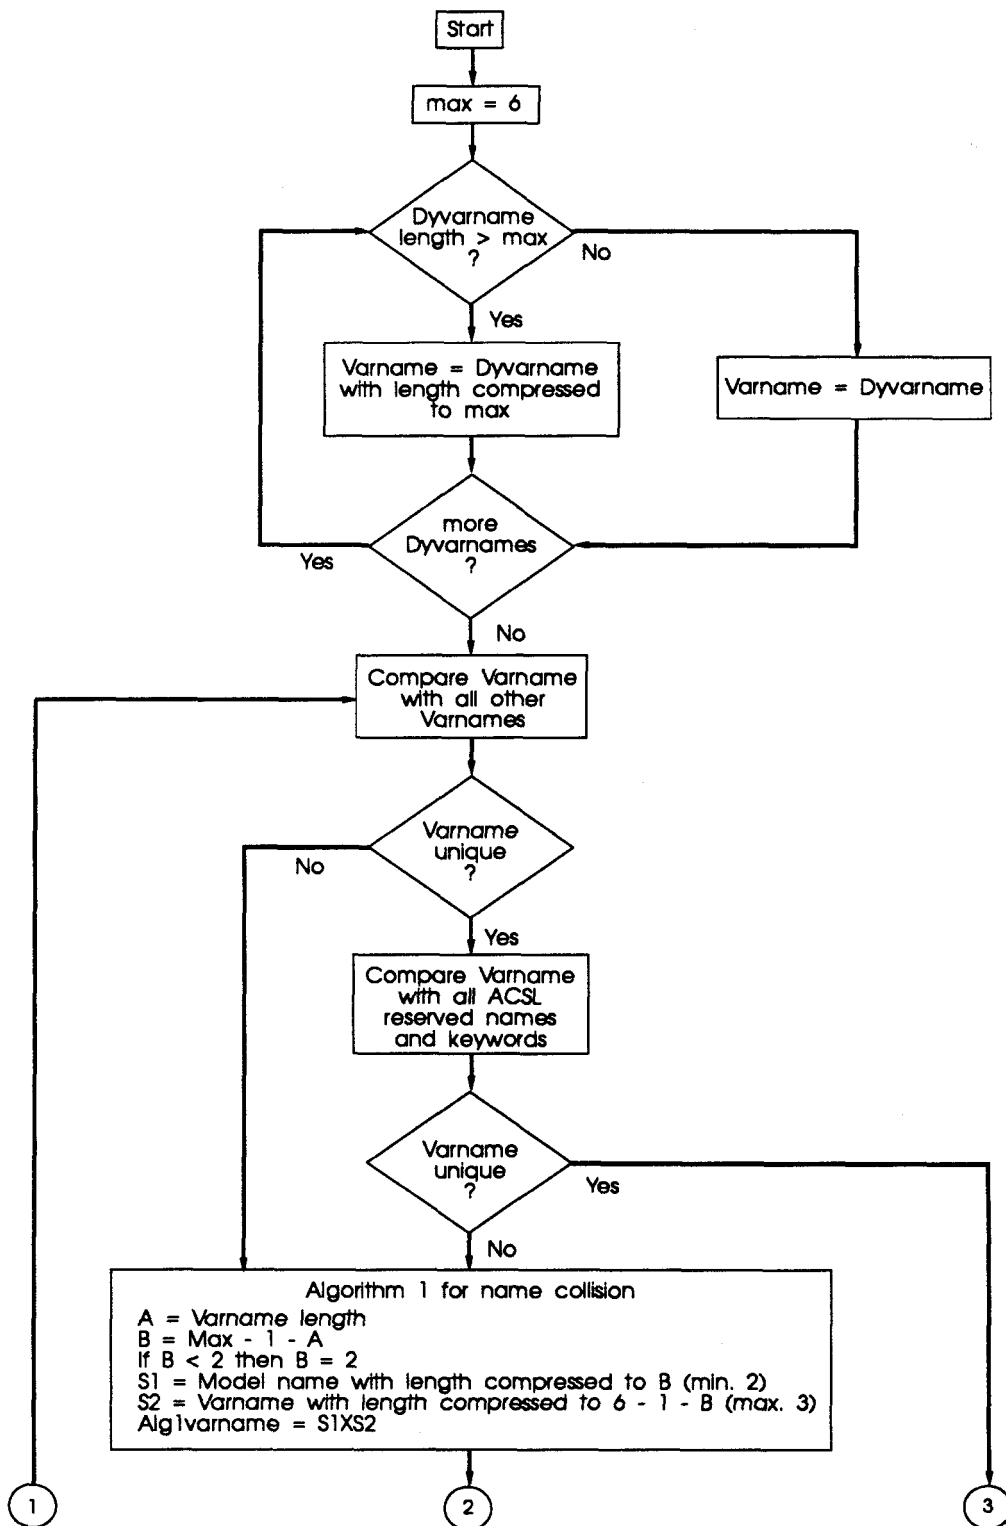 Start
max = 6
Dyvarname
length > max
?
No
Yes
Varname = Dyvarname
with length compressed
to max
Varname = Dyvarname
more
Dyvarnames
?
Yes
No
Compare Varname
with all other
Varnames
Varname
unique
?
No
Yes
Compare Varname
with all ACSL
reserved names
and keywords
Varname
unique
?
Yes
No
Algorithm 1 for name collision
A = Varname length
B = Max - 1 - A
If B < 2 then B = 2
S1 = Model name with length compressed to B (min. 2)
S2 = Varname with length compressed to 6 - 1 - B (max. 3)
Alg1varname = S1XS2
1
2
3